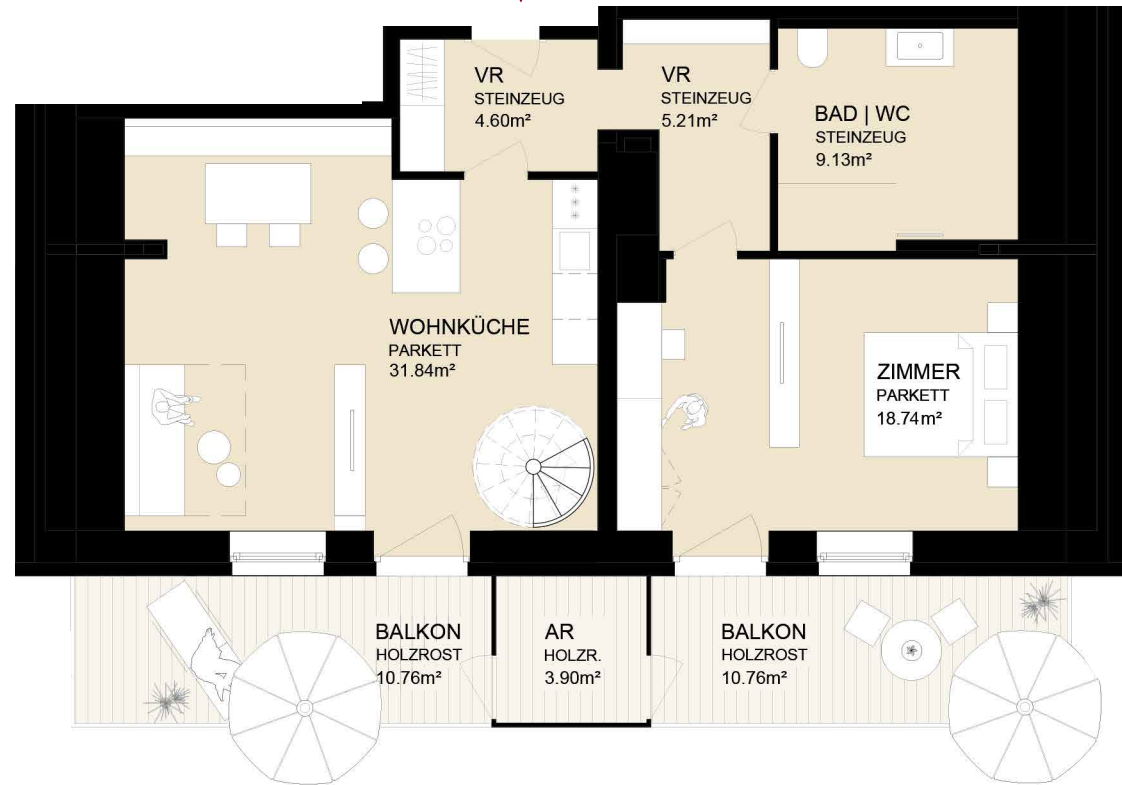 VR
STEINZEUG
4.60m²
VR
STEINZEUG
5.21m²
BAD | WC
STEINZEUG
9.13m²
WOHNKÜCHE
PARKETT
31.84m²
ZIMMER
PARKETT
18.74m²
BALKON
HOLZROST
10.76m²
AR
HOLZR.
3.90m²
BALKON
HOLZROST
10.76m²